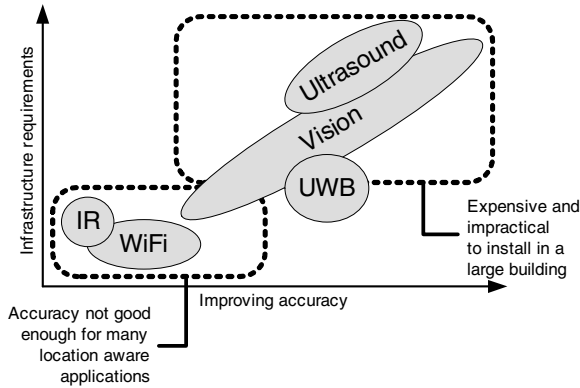 Infrastructure requirements
Ultrasound
Vision
UWB
IR
WiFi
Expensive and
impractical
to install in a
large building
Improving accuracy
Accuracy not good
enough for many
location aware
applications